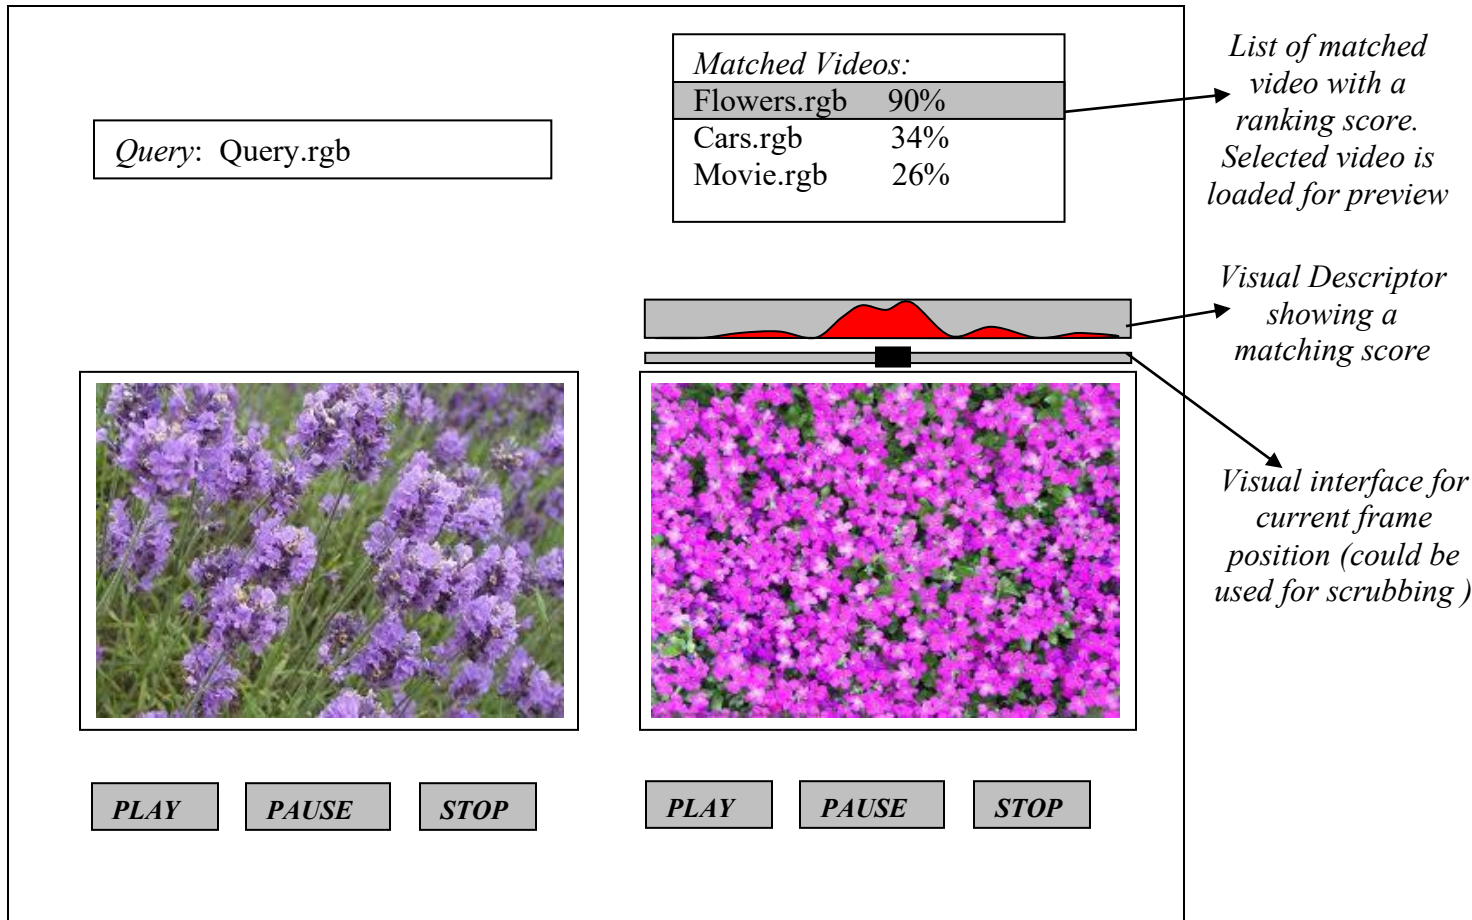 Query: Query.rgb
Matched Videos:
Flowers.rgb 90%
Cars.rgb 34%
Movie.rgb 26%
List of matched
video with a
ranking score.
Selected video is
loaded for preview
Visual Descriptor
showing a
matching score
Visual interface for
current frame
position (could be
used for scrubbing )
PLAY PAUSE STOP
PLAY PAUSE STOP